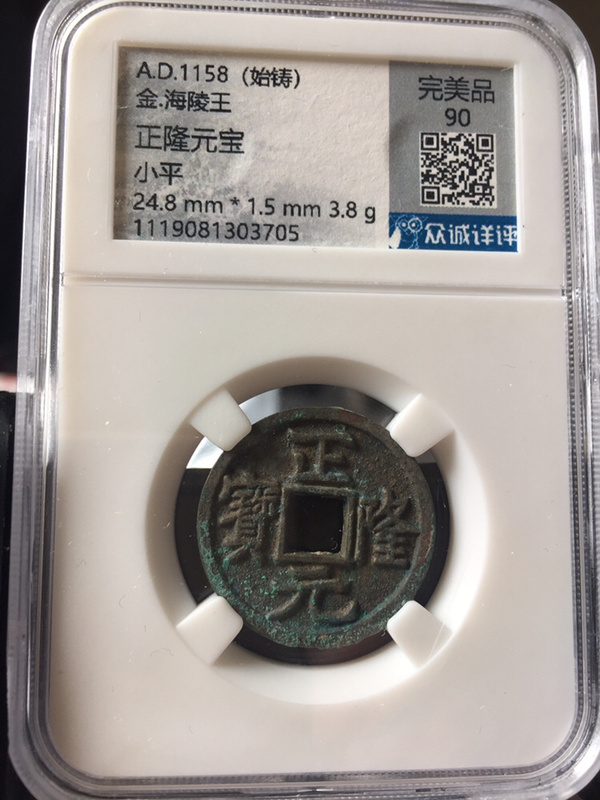 A.D.1158（始铸）
金.海陵王
正隆元宝
小平
24.8 mm * 1.5 mm 3.8 g
1119081303705
完美品
90
众诚详评
正
隆
元
寶